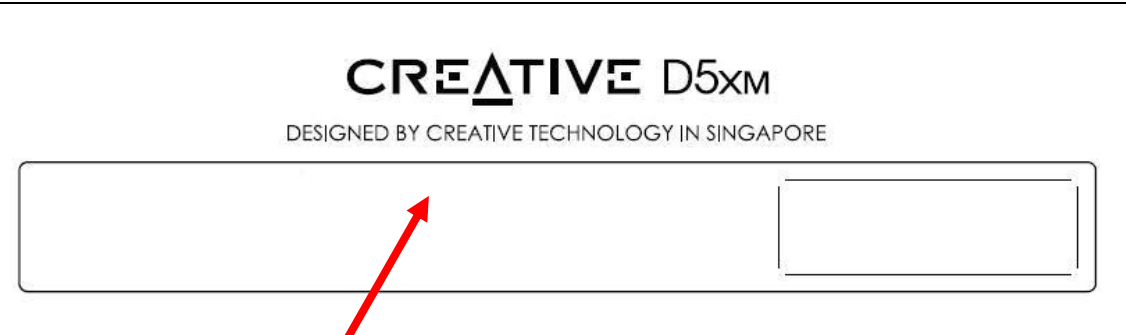 CREATIVE D5XM
DESIGNED BY CREATIVE TECHNOLOGY IN SINGAPORE